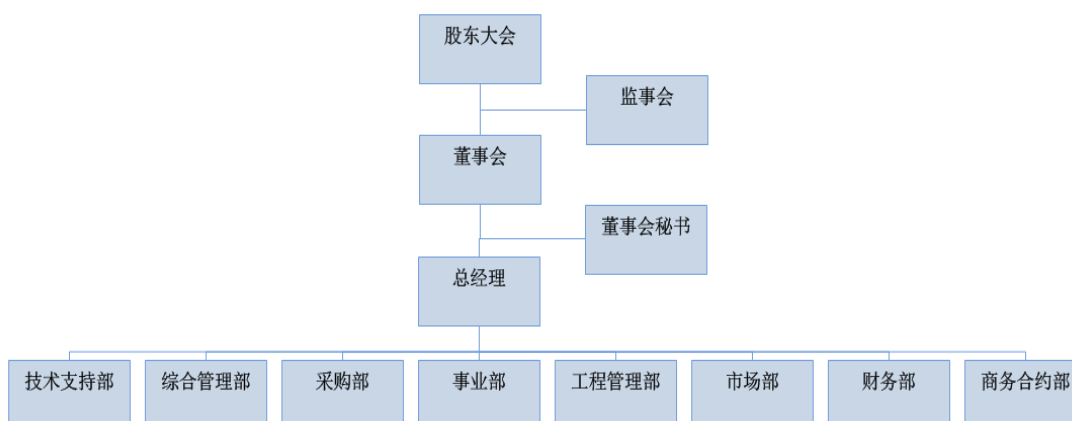 股东大会
监事会
董事会
董事会秘书
总经理
技术支持部
综合管理部
采购部
事业部
工程管理部
市场部
财务部
商务合约部